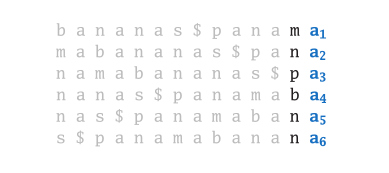 b a n a n a s $ p a n a m a₁
m a b a n a n a s $ p a n a₂
n a m a b a n a n a s $ p a₃
n a n a s $ p a n a m a b a₄
n a s $ p a n a m a b a n a₅
s $ p a n a m a b a n a n a₆